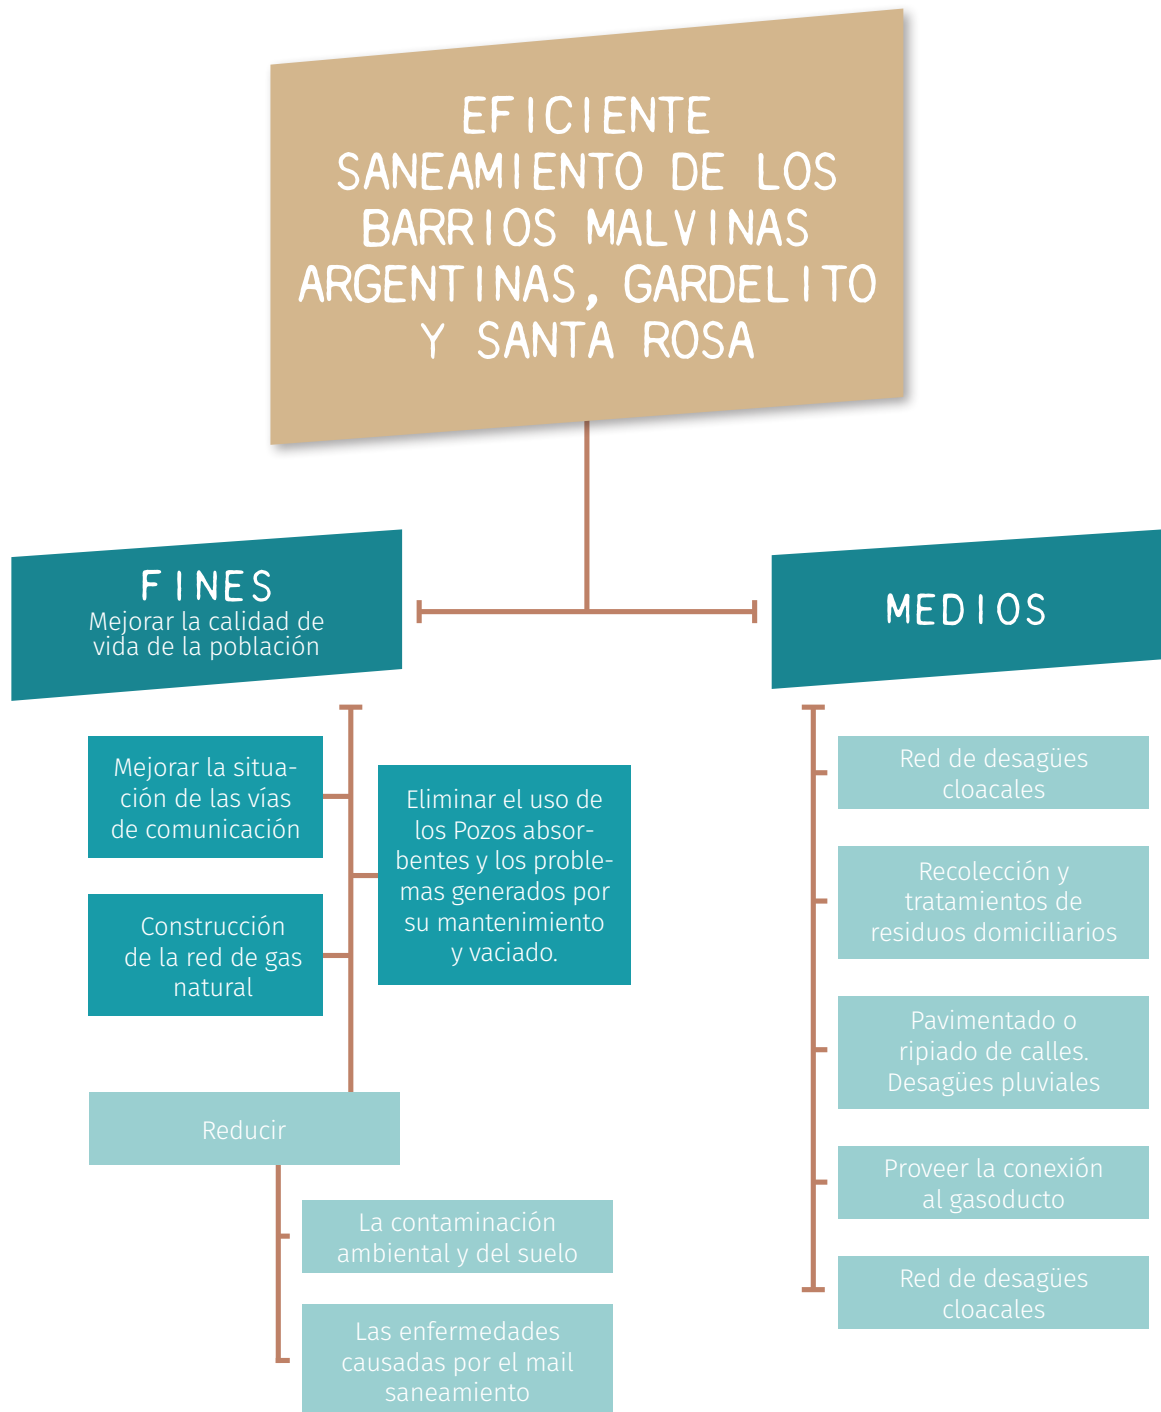 EFICIENTE
SANEAMIENTO DE LOS
BARRIOS MALVINAS
ARGENTINAS, GARDELITO
Y SANTA ROSA
FINES
Mejorar la calidad de
vida de la población
Mejorar la situa-
ción de las vías
de comunicación
Eliminar el uso de
los Pozos absor-
bentes y los proble-
mas generados por
su mantenimiento
y vaciado.
Construcción
de la red de gas
natural
Reducir
La contaminación
ambiental y del suelo
Las enfermedades
causadas por el mail
saneamiento
MEDIOS
Red de desagües
cloacales
Recolección y
tratamientos de
residuos domiciliarios
Pavimentado o
ripiado de calles.
Desagües pluviales
Proveer la conexión
al gasoducto
Red de desagües
cloacales